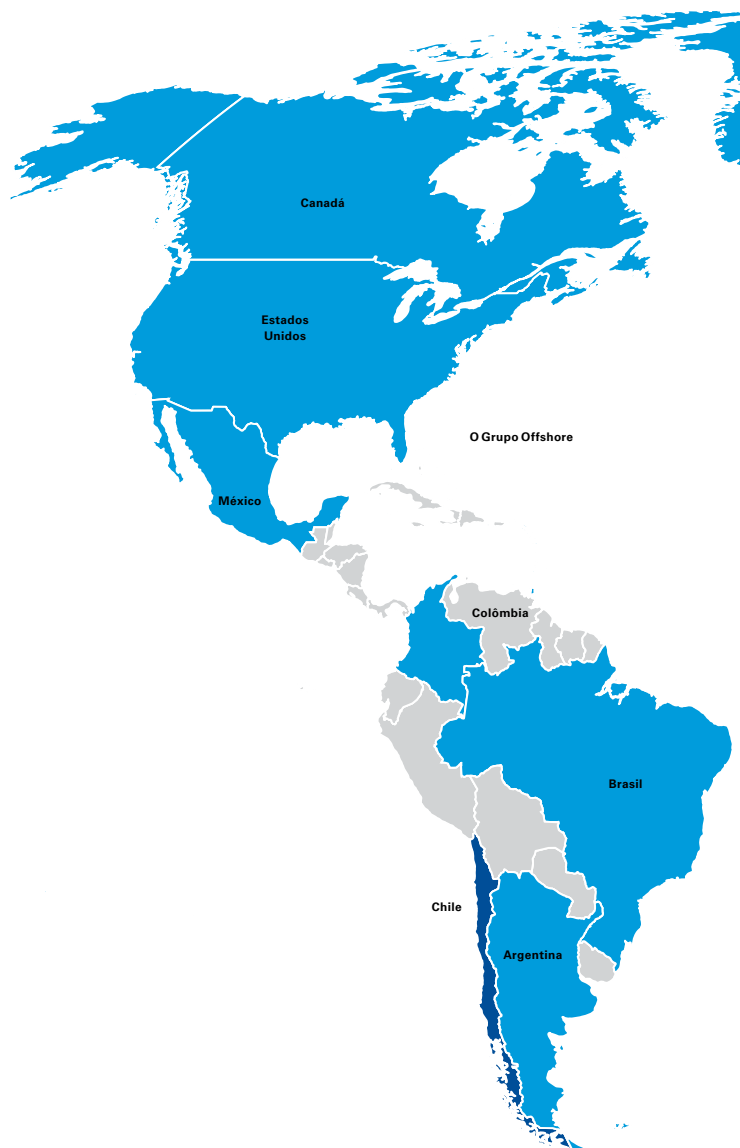 Canadá
Estados
Unidos
O Grupo Offshore
México
Colômbia
Brasil
Chile
Argentina